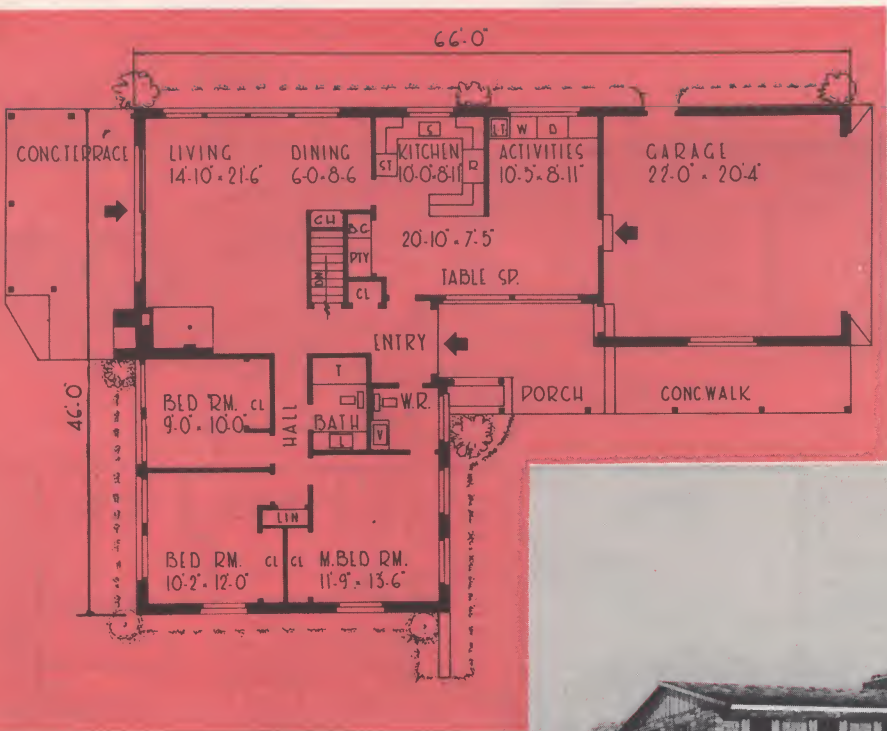 66'-0"
CONC TERRACE
LIVING
14'-10" × 21'-6"
DINING
6'-0 × 8'-6
S
ST
KITCHEN
10'-0 × 8'-11"
R
LT W D
ACTIVITIES
10'-5 × 8'-11"
GARAGE
22'-0" × 20'-4"
CH
B.C.
PTY
DN
CL
20'-10" × 7'-5"
TABLE SP.
ENTRY
46'-0"
BED RM. CL
9'-0" × 10'-0"
HALL
T
BATH
L
W.R.
V
PORCH
CONC WALK
LIN
BED RM. CL
10'-2" × 12'-0"
CL M. BED RM.
11'-9" × 13'-6"